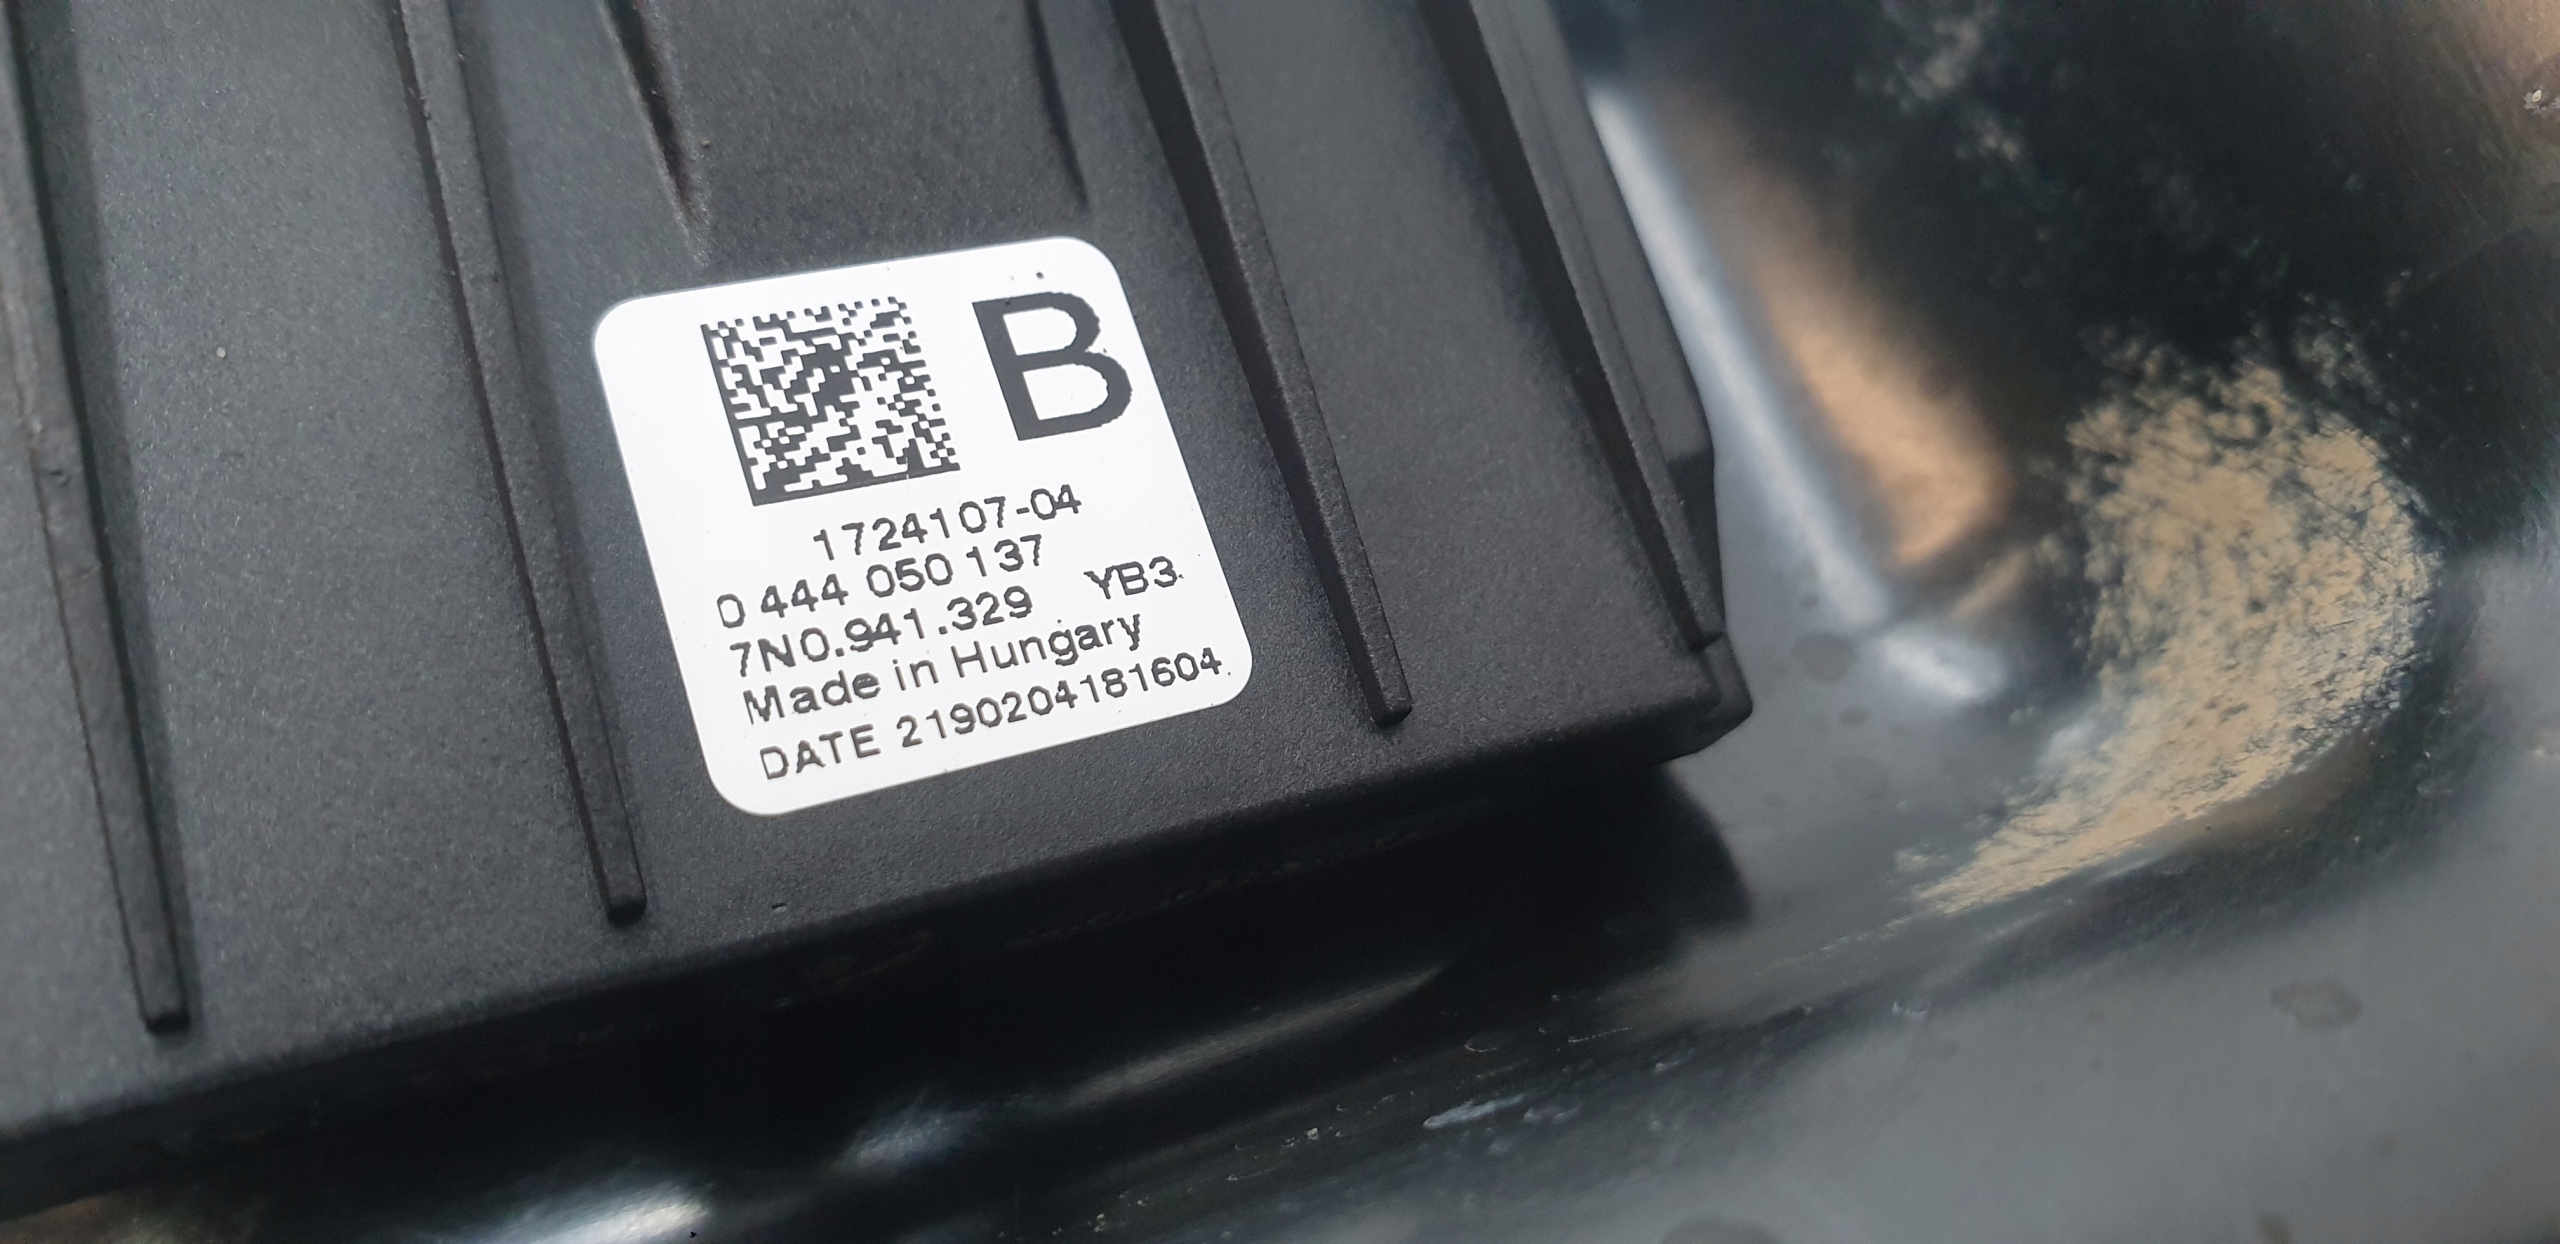 B
1724107-04
0 444 050 137
7N0.941.329 YB3
Made in Hungary
DATE 2190204181604